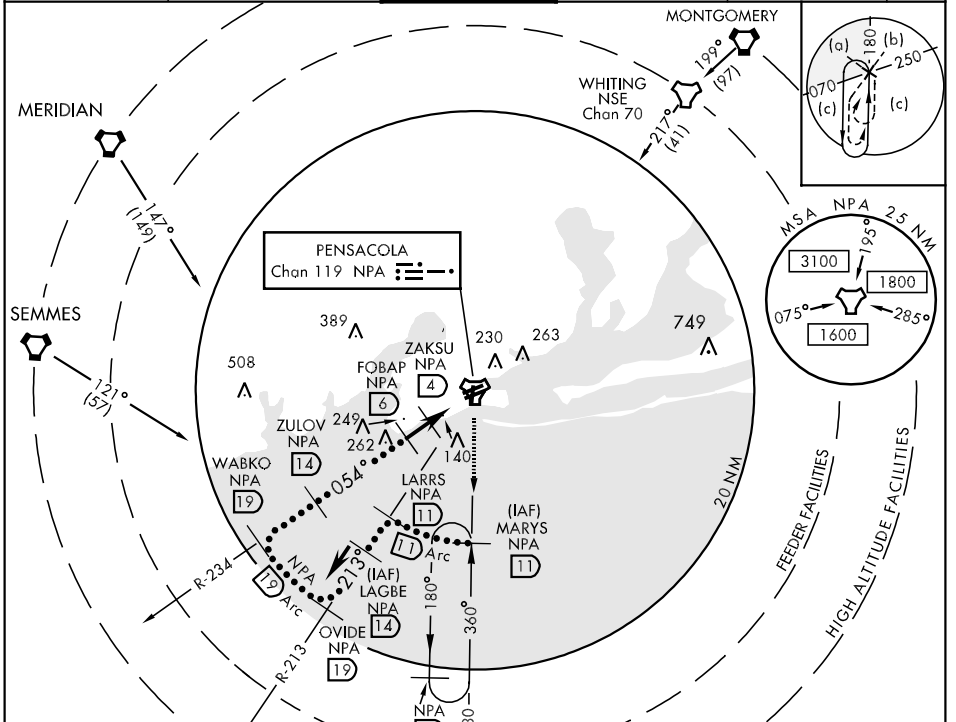 MONTGOMERY
199°
(97)
WHITING
NSE
Chan 70
217°
(41)
MERIDIAN
147°
(149)
SEMMES
121°
(57)
(a)
180
(b)
250
070
(c)
(c)
MSA NPA 25 NM
195°
3100
1800
075°
285°
1600
PENSACOLA
Chan 119 NPA
389
230
263
749
508
ZAKSU
NPA
4
FOBAP
NPA
6
249
262
140
ZULOV
NPA
14
054°
WABKO
NPA
19
LARRS
NPA
11
(IAF)
MARYS
NPA
11
11 Arc
NPA
19 Arc
213°
(IAF)
LAGBE
NPA
14
180°
360°
R-234
OVIDE
NPA
19
R-213
NPA
20 NM
FEEDER FACILITIES
HIGH ALTITUDE FACILITIES